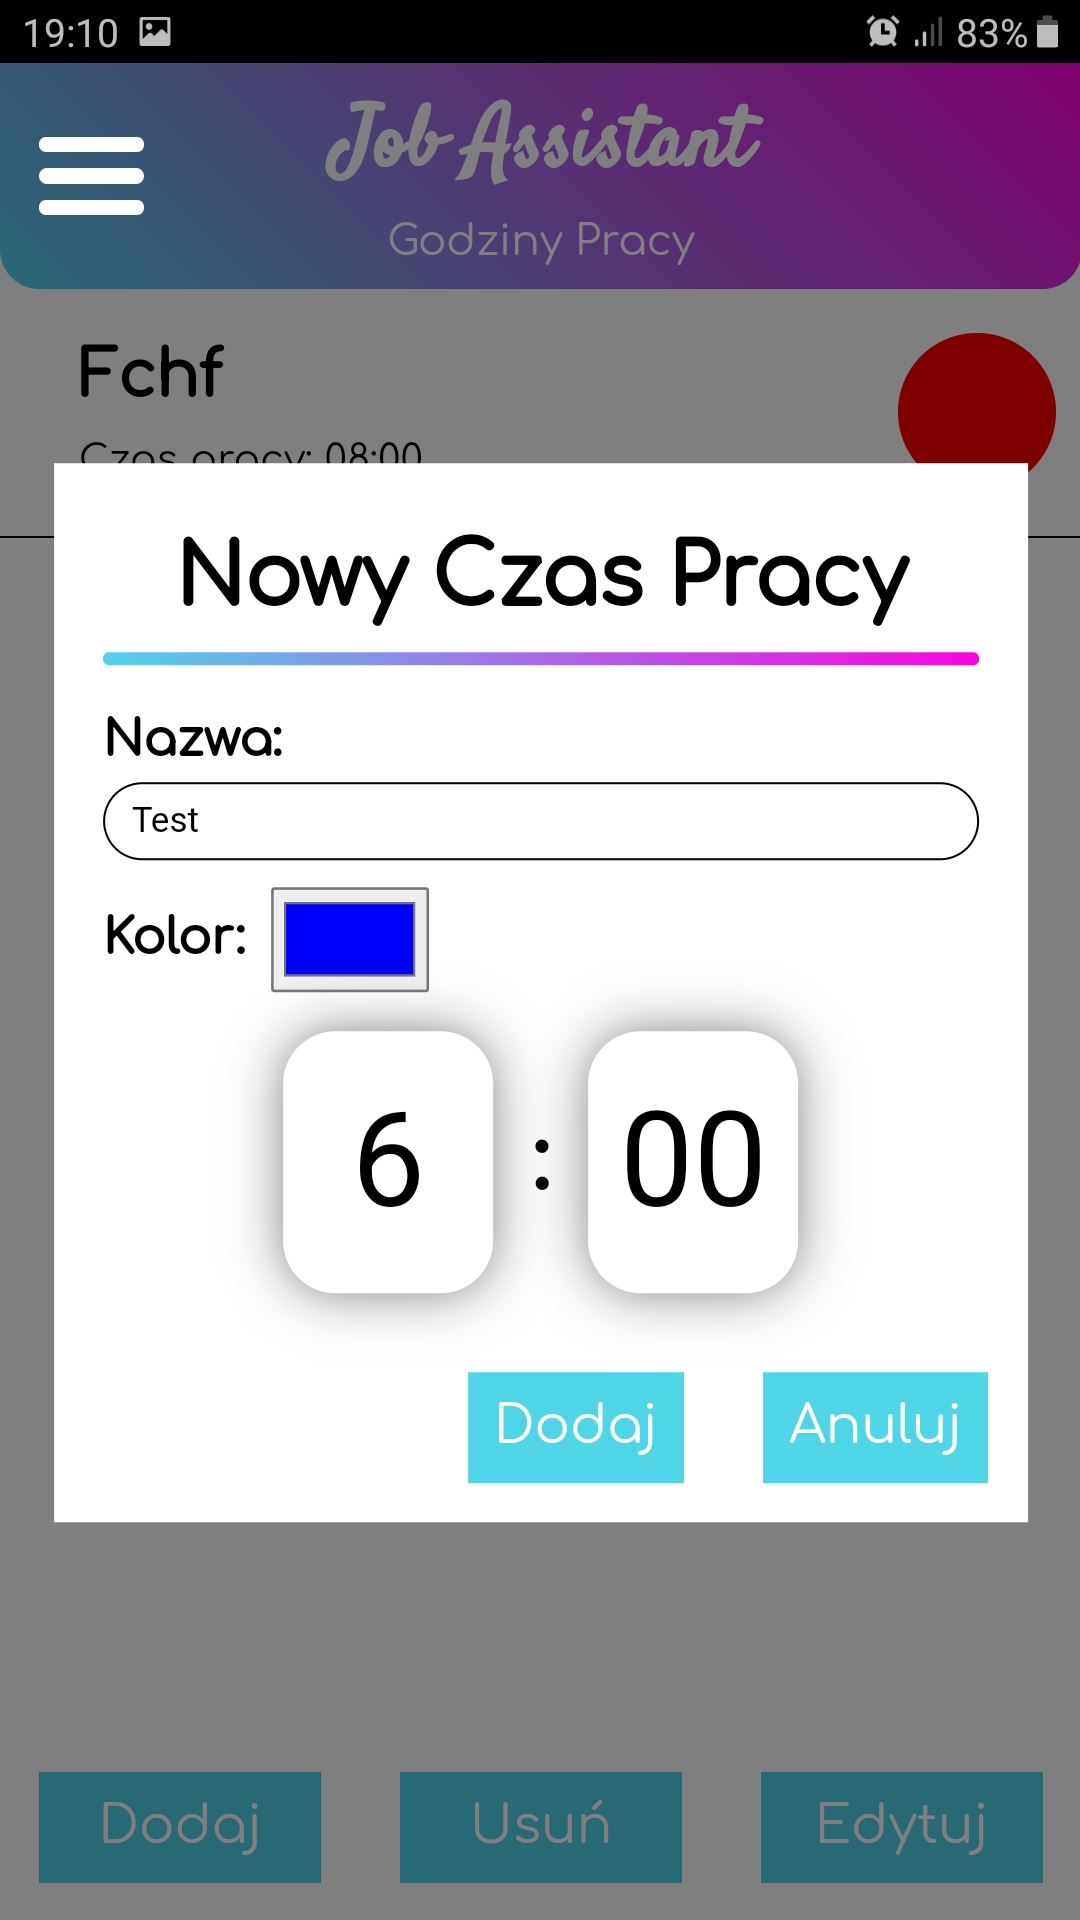 19:10 83%
Job Assistant
Godziny Pracy
Fchf
Czas pracy: 08:00
Nowy Czas Pracy
Nazwa:
Test
Kolor:
6 : 00
Dodaj Anuluj
Dodaj Usuń Edytuj